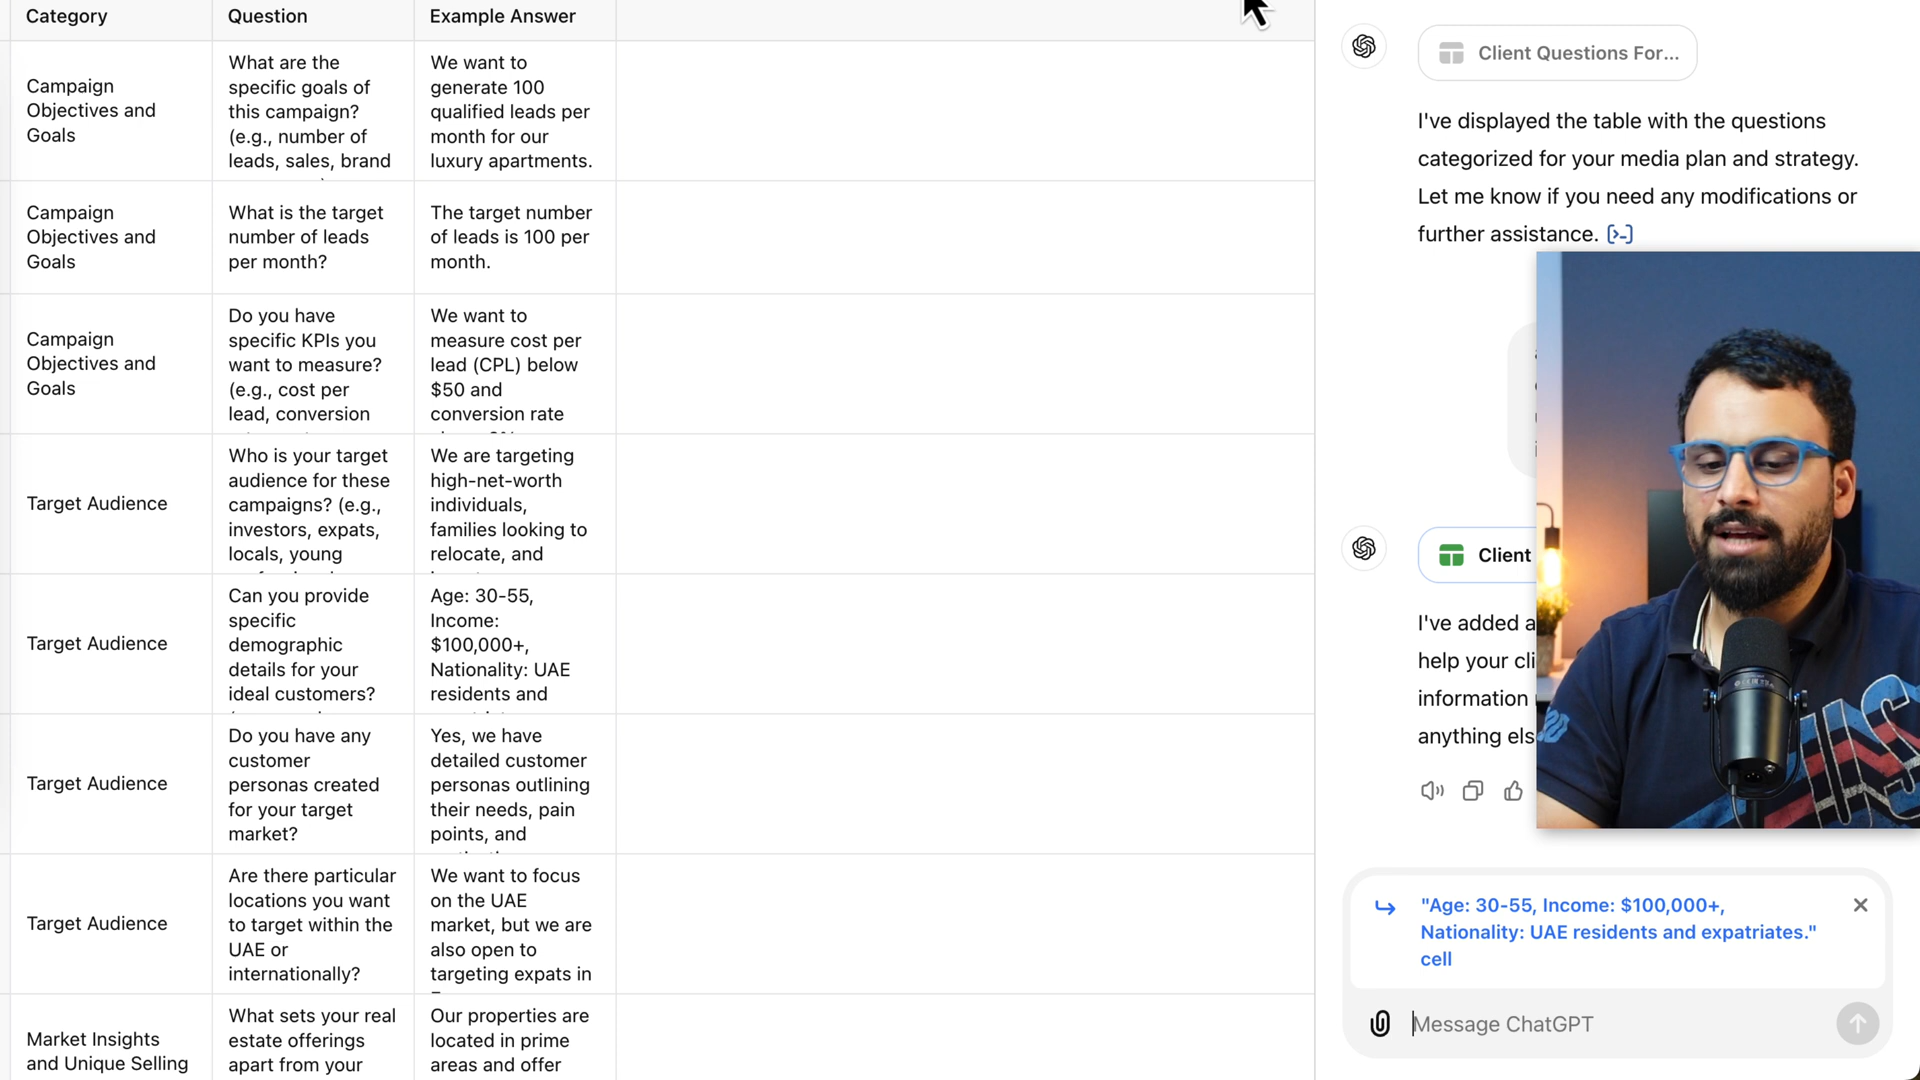 Category Question Example Answer
Campaign
Objectives and
Goals
What are the
specific goals of
this campaign?
(e.g., number of
leads, sales, brand
We want to
generate 100
qualified leads per
month for our
luxury apartments.
Campaign
Objectives and
Goals
What is the target
number of leads
per month?
The target number
of leads is 100 per
month.
Campaign
Objectives and
Goals
Do you have
specific KPIs you
want to measure?
(e.g., cost per
lead, conversion
We want to
measure cost per
lead (CPL) below
$50 and
conversion rate
Target Audience
Who is your target
audience for these
campaigns? (e.g.,
investors, expats,
locals, young
We are targeting
high-net-worth
individuals,
families looking to
relocate, and
Target Audience
Can you provide
specific
demographic
details for your
ideal customers?
Age: 30-55,
Income:
$100,000+,
Nationality: UAE
residents and
Target Audience
Do you have any
customer
personas created
for your target
market?
Yes, we have
detailed customer
personas outlining
their needs, pain
points, and
Target Audience
Are there particular
locations you want
to target within the
UAE or
internationally?
We want to focus
on the UAE
market, but we are
also open to
targeting expats in
Market Insights
and Unique Selling
What sets your real
estate offerings
apart from your
Our properties are
located in prime
areas and offer
Client Questions For...
I've displayed the table with the questions
categorized for your media plan and strategy.
Let me know if you need any modifications or
further assistance. [>-]
Client
I've added a
help your cli
information
anything els
"Age: 30-55, Income: $100,000+,
Nationality: UAE residents and expatriates."
cell
Message ChatGPT